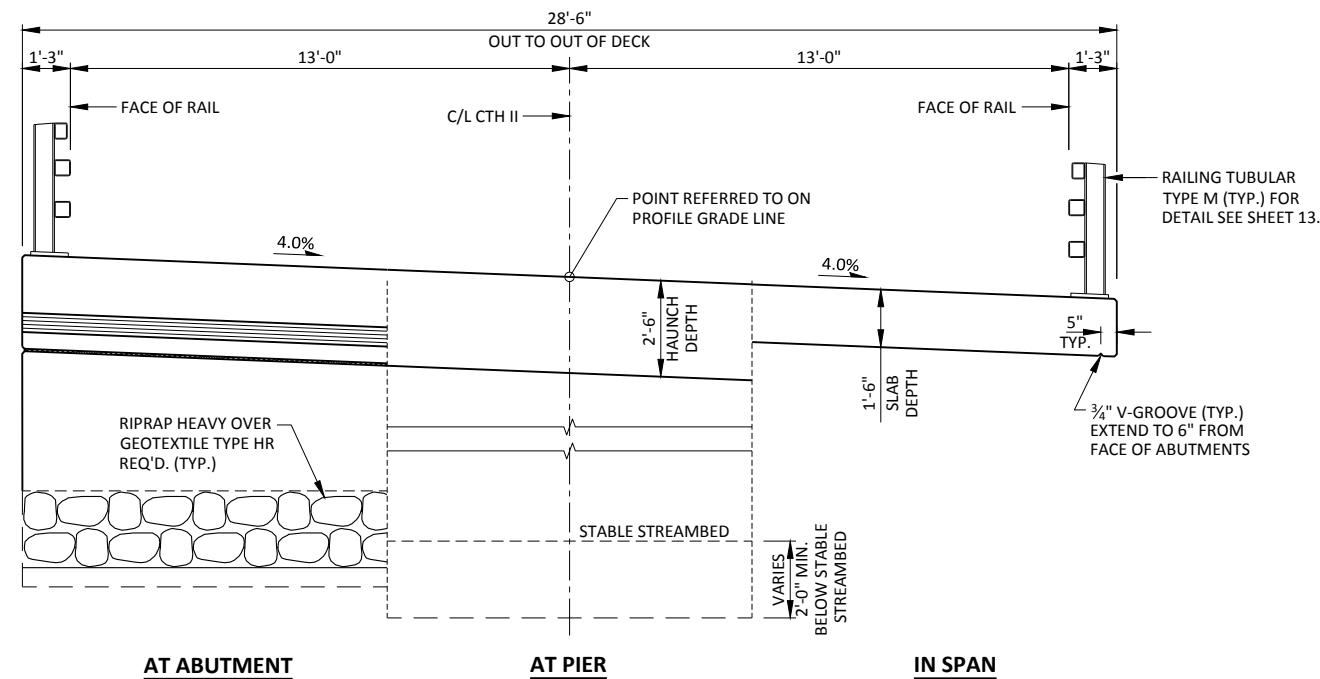 28'-6"
OUT TO OUT OF DECK
1'-3"
13'-0"
13'-0"
1'-3"
FACE OF RAIL
C/L CTH II
FACE OF RAIL
RAILING TUBULAR
TYPE M (TYP.) FOR
DETAIL SEE SHEET 13.
POINT REFERRED TO ON
PROFILE GRADE LINE
4.0%
4.0%
2'-6"
HAUNCH
DEPTH
1'-6"
SLAB
DEPTH
5"
TYP.
¾" V-GROOVE (TYP.)
EXTEND TO 6" FROM
FACE OF ABUTMENTS
RIPRAP HEAVY OVER
GEOTEXTILE TYPE HR
REQ'D. (TYP.)
STABLE STREAMBED
VARIES
2'-0" MIN.
BELOW STABLE
STREAMBED
AT ABUTMENT
AT PIER
IN SPAN